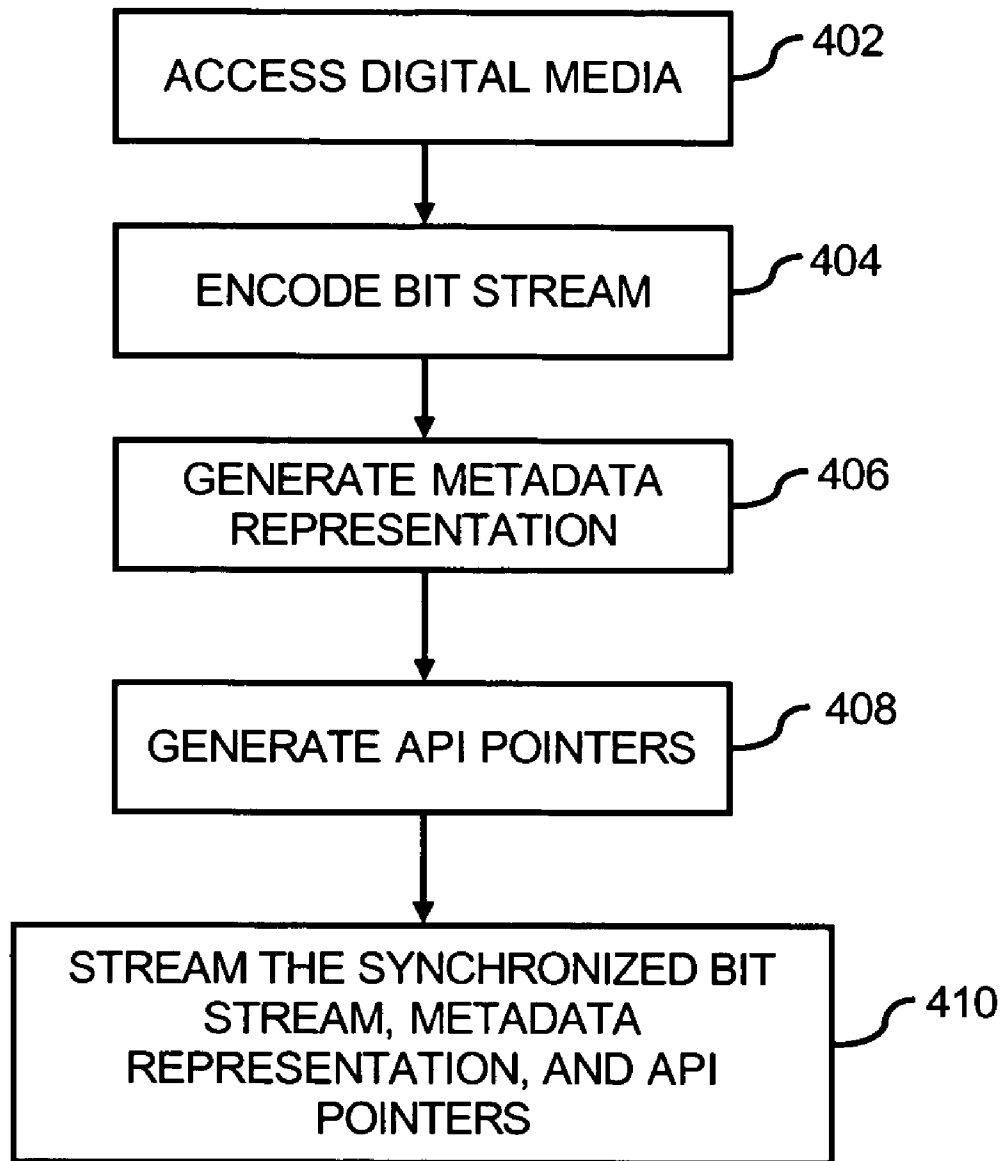 ACCESS DIGITAL MEDIA
402
ENCODE BIT STREAM
404
GENERATE METADATA
REPRESENTATION
406
GENERATE API POINTERS
408
STREAM THE SYNCHRONIZED BIT
STREAM, METADATA
REPRESENTATION, AND API
POINTERS
410